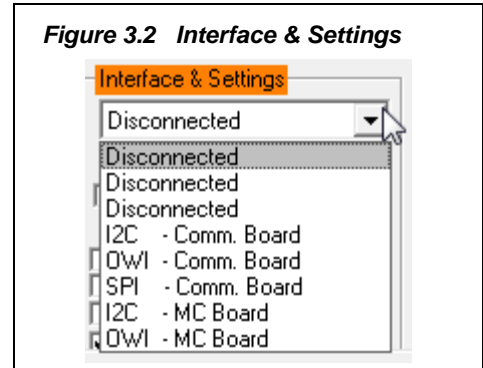 Figure 3.2 Interface & Settings
Interface & Settings
Disconnected
Disconnected
Disconnected
Disconnected
I2C - Comm. Board
OWI - Comm. Board
SPI - Comm. Board
I2C - MC Board
OWI - MC Board